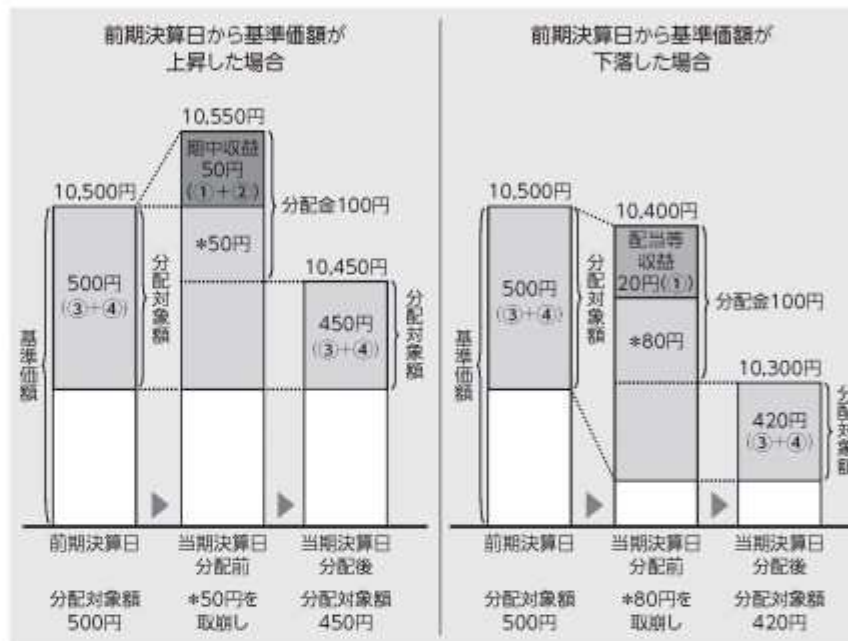 前期決算日から基準価額が
上昇した場合
10,550円
期中収益
50円
(①+②)
10,500円
分配金100円
*50円
10,450円
500円
(③+④)
分配対象額
450円
(③+④)
分配対象額
基準価額
前期決算日
当期決算日
分配前
当期決算日
分配後
分配対象額
500円
*50円を
取崩し
分配対象額
450円
前期決算日から基準価額が
下落した場合
10,500円
10,400円
配当等
収益
20円(①)
分配金100円
500円
(③+④)
分配対象額
*80円
10,300円
420円
(③+④)
分配対象額
基準価額
前期決算日
当期決算日
分配前
当期決算日
分配後
分配対象額
500円
*80円を
取崩し
分配対象額
420円